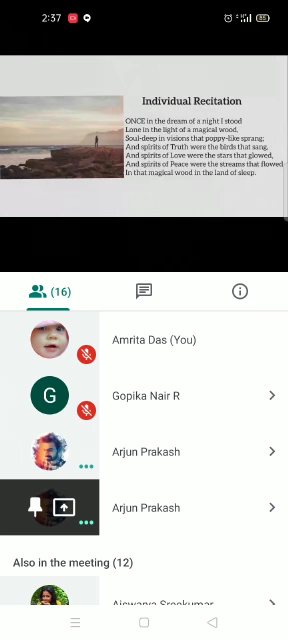 2:37
85
Individual Recitation
ONCE in the dream of a night I stood
Lone in the light of a magical wood,
Soul-deep in visions that poppy-like sprang;
And spirits of Truth were the birds that sang,
And spirits of Love were the stars that glowed,
And spirits of Peace were the streams that flowed
In that magical wood in the land of sleep.
(16)
Amrita Das (You)
G
Gopika Nair R
Arjun Prakash
Arjun Prakash
Also in the meeting (12)
Aiswarya Sreekumar